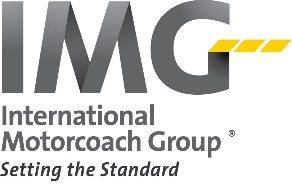 IMG
International
Motorcoach Group ®
Setting the Standard